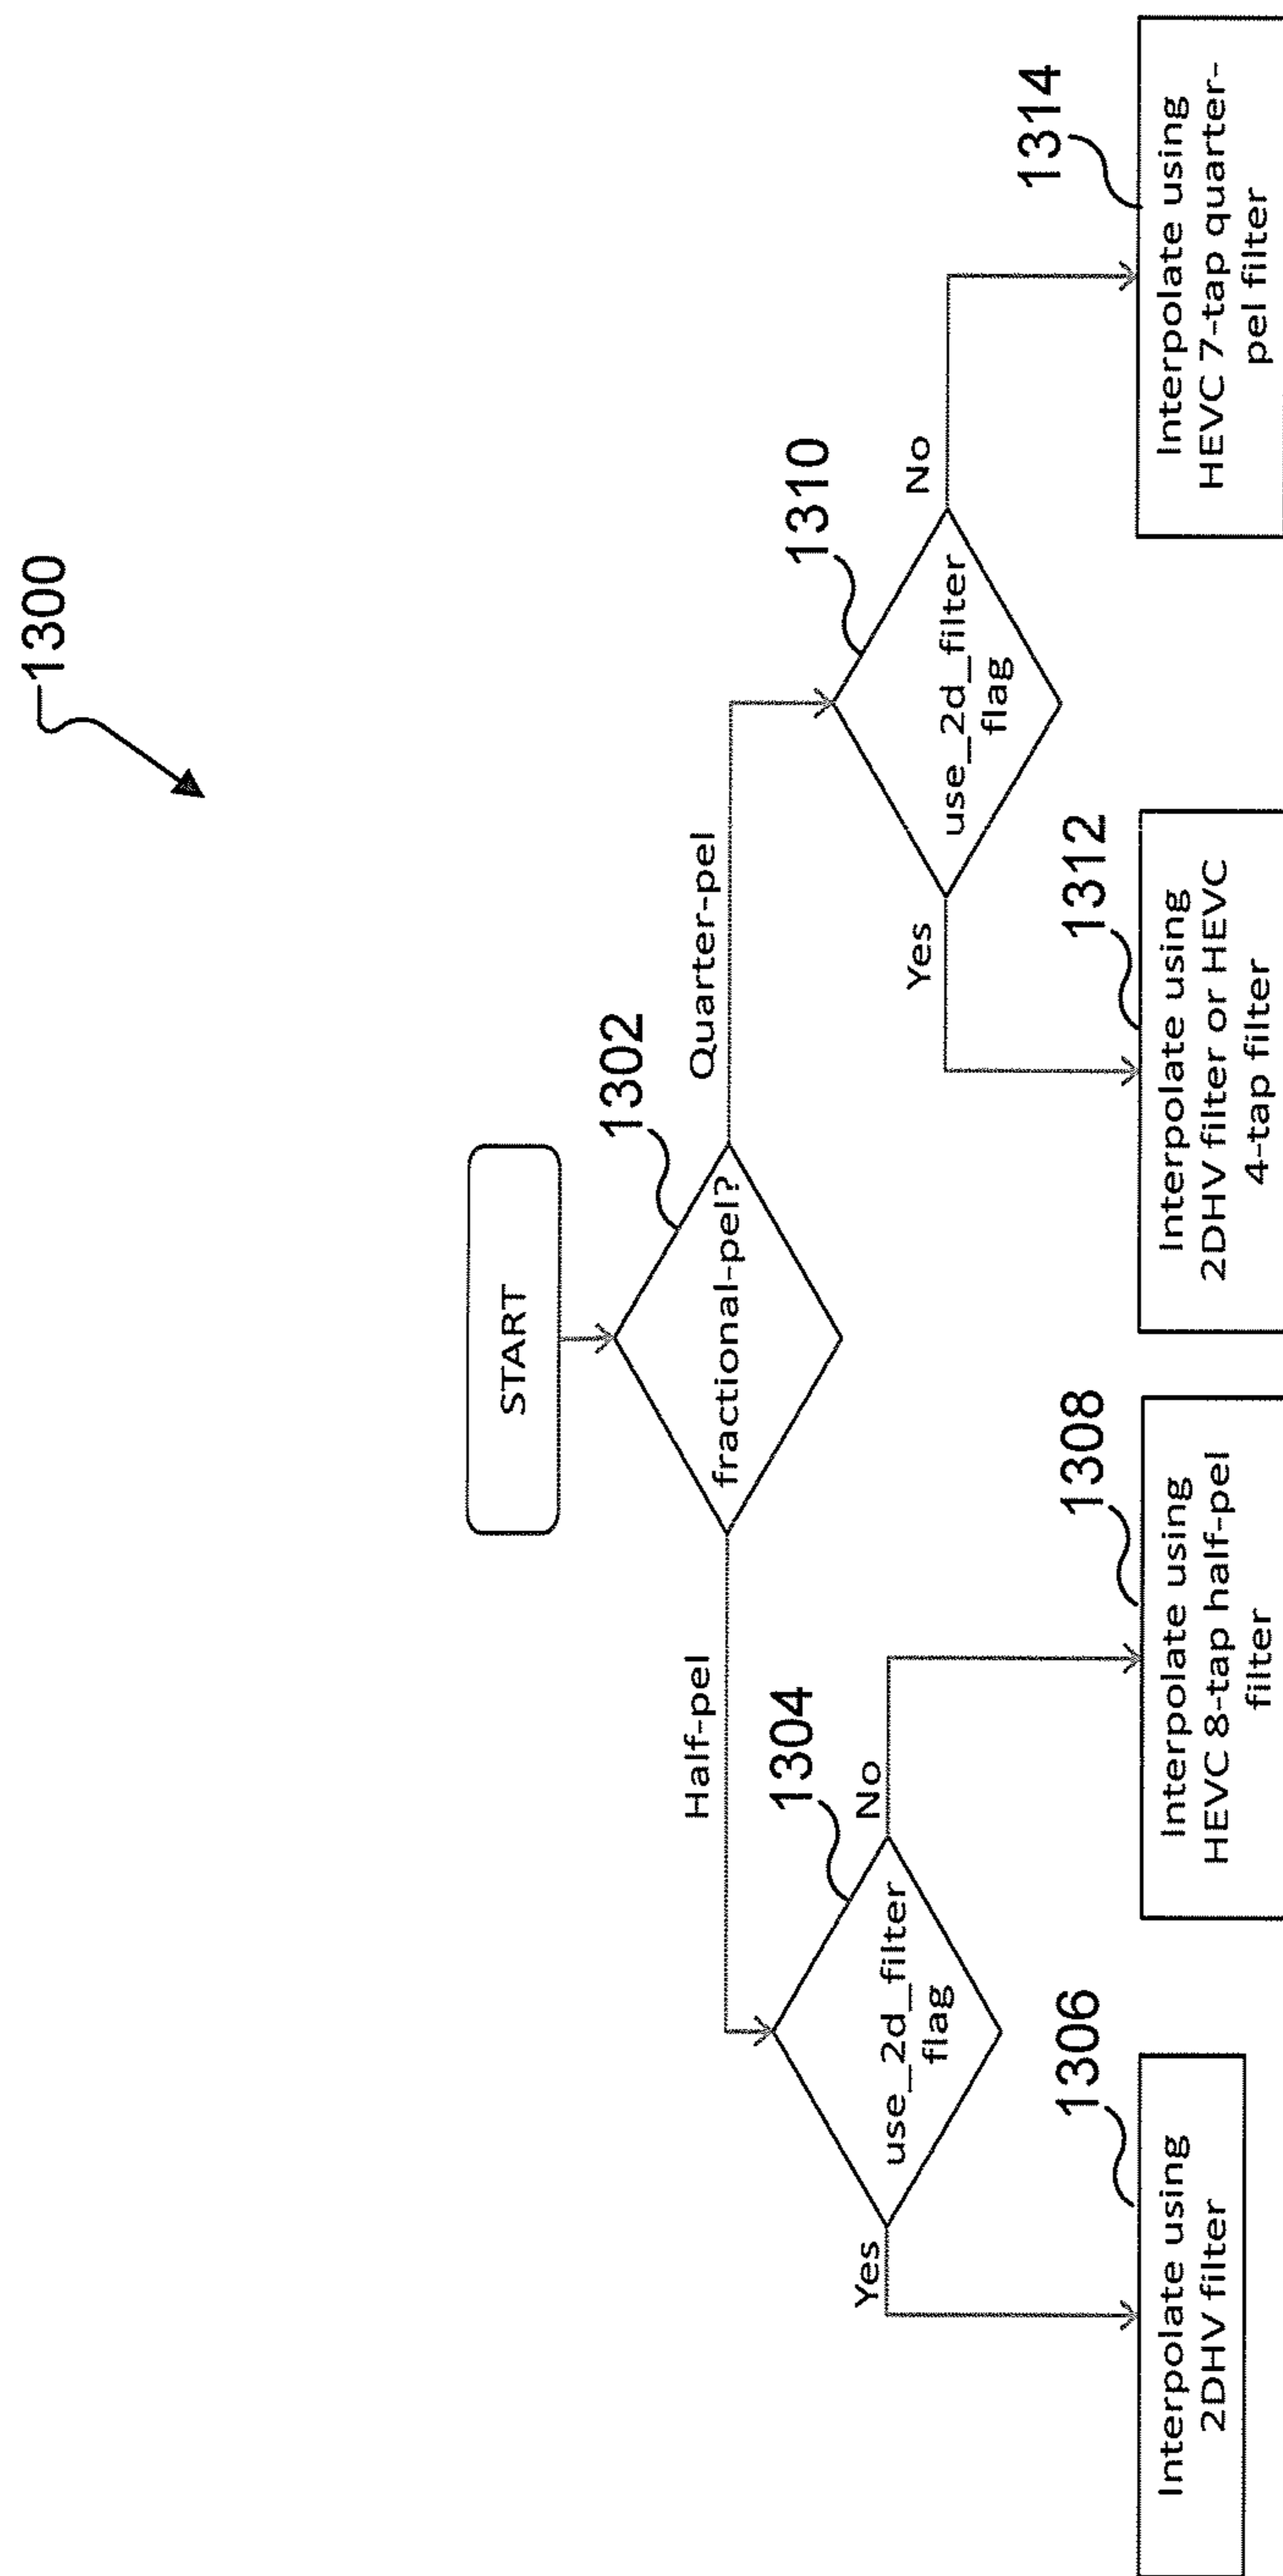 1300
START
1302
fractional-pel?
Half-pel
Quarter-pel
1304
use_2d_filter
flag
Yes
No
1310
use_2d_filter
flag
Yes
No
1306
Interpolate using
2DHV filter
1308
Interpolate using
HEVC 8-tap half-pel
filter
1312
Interpolate using
2DHV filter or HEVC
4-tap filter
1314
Interpolate using
HEVC 7-tap quarter-
pel filter